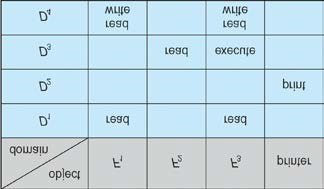 object
domain
F1 F2 F3 printer
D1 read read
D2 print
D3 read execute
D4 read read
write write